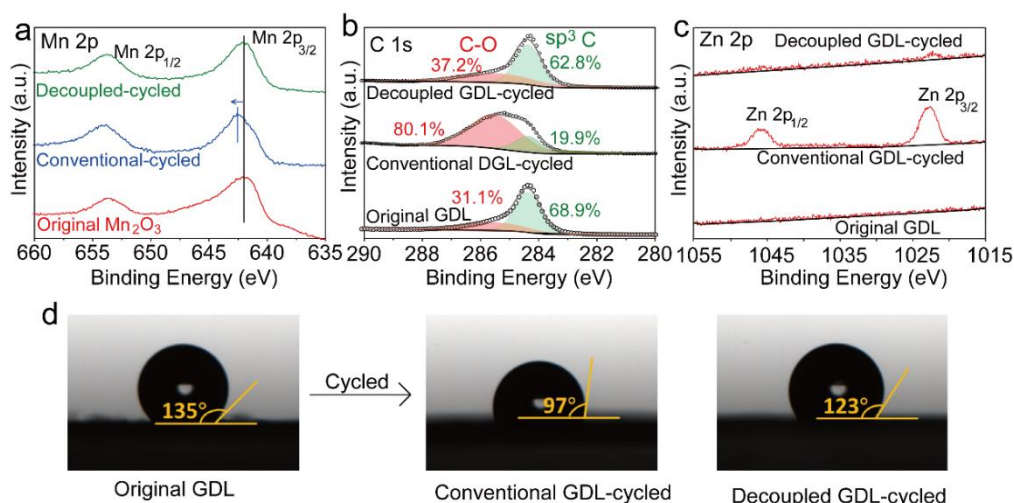 a
Mn 2p
Mn 2p1/2
Mn 2p3/2
Decoupled-cycled
Conventional-cycled
Original Mn2O3
Intensity (a.u.)
660 655 650 645 640 635
Binding Energy (eV)
b
C 1s
C-O
sp³ C
37.2%
62.8%
Decoupled GDL-cycled
80.1%
19.9%
Conventional DGL-cycled
31.1%
Original GDL
68.9%
Intensity (a.u.)
290 288 286 284 282 280
Binding Energy (eV)
c
Zn 2p
Decoupled GDL-cycled
Zn 2p1/2
Zn 2p3/2
Conventional GDL-cycled
Original GDL
Intensity (a.u.)
1055 1045 1035 1025 1015
Binding Energy (eV)
d
135°
Cycled
97°
123°
Original GDL
Conventional GDL-cycled
Decoupled GDL-cycled